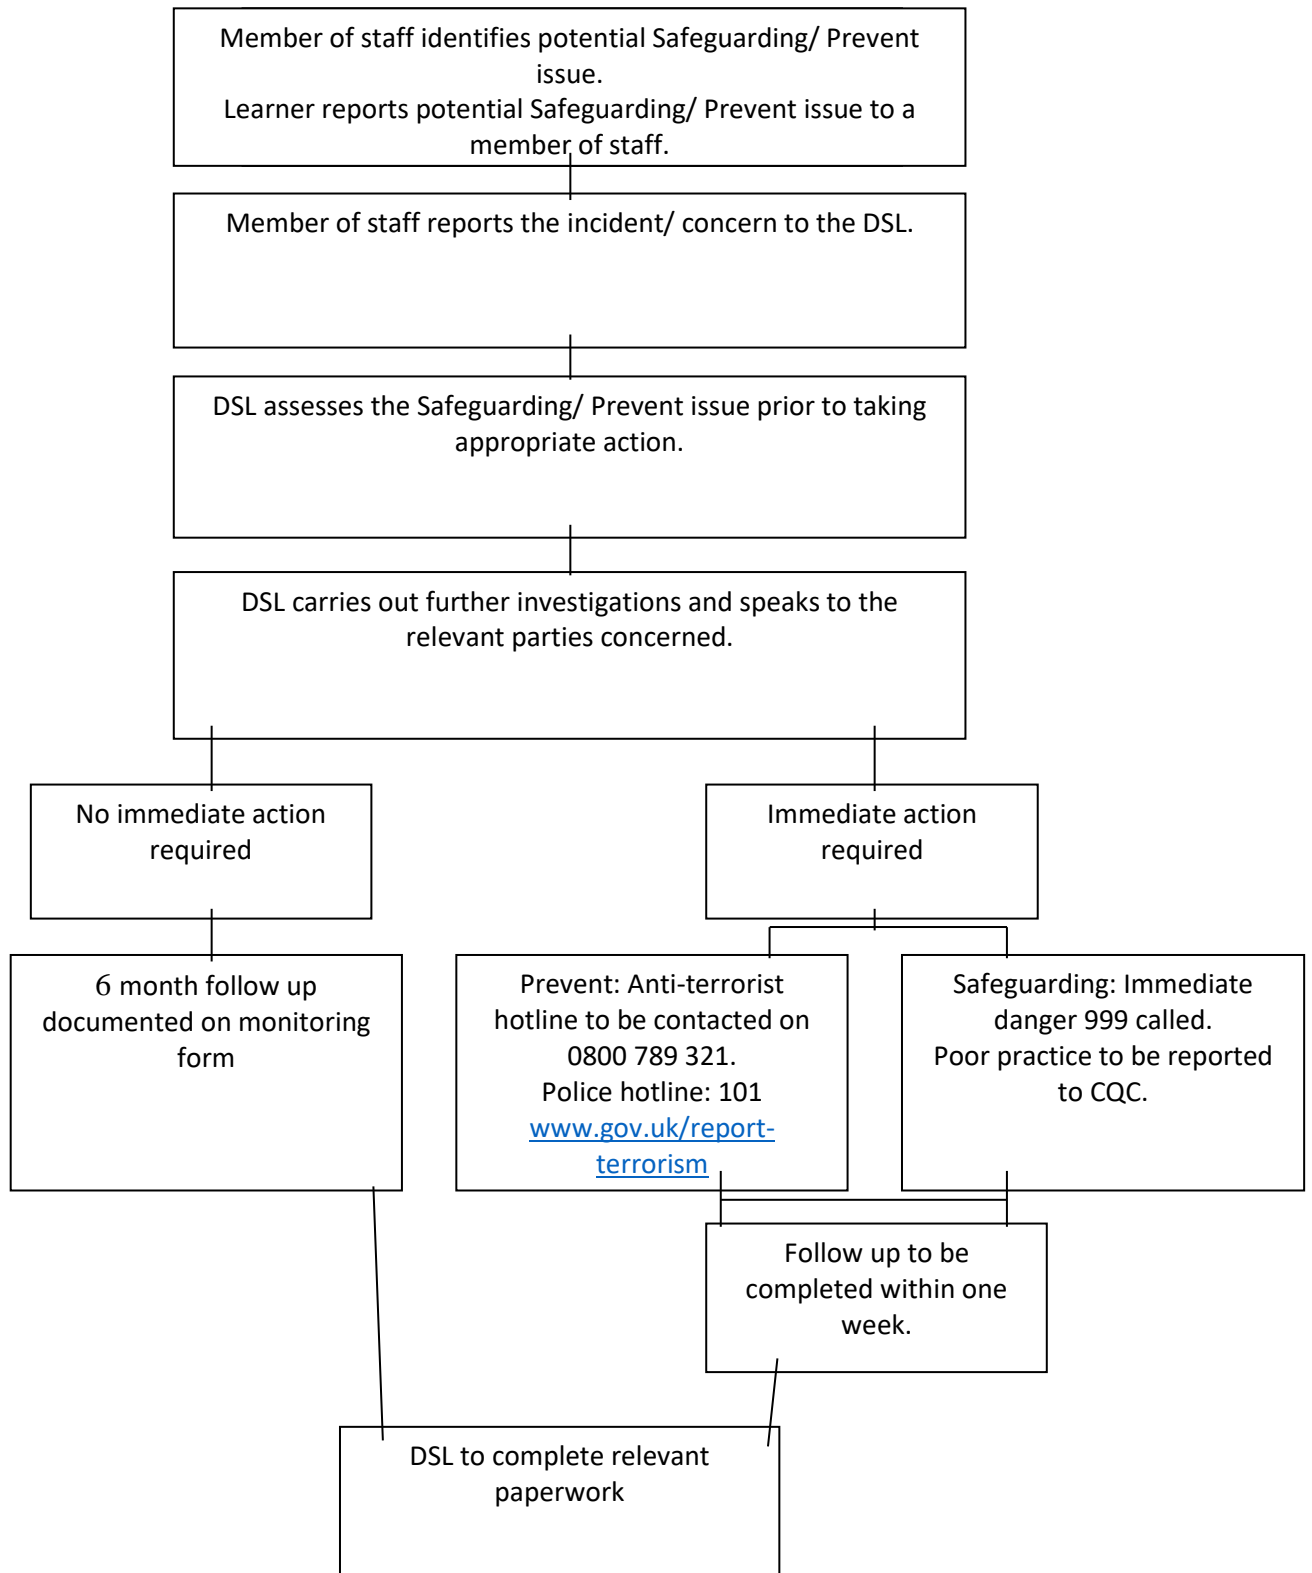 Member of staff identifies potential Safeguarding/ Prevent
issue.
Learner reports potential Safeguarding/ Prevent issue to a
member of staff.
Member of staff reports the incident/ concern to the DSL.
DSL assesses the Safeguarding/ Prevent issue prior to taking
appropriate action.
DSL carries out further investigations and speaks to the
relevant parties concerned.
No immediate action
required
Immediate action
required
6 month follow up
documented on monitoring
form
Prevent: Anti-terrorist
hotline to be contacted on
0800 789 321.
Police hotline: 101
www.gov.uk/report-
terrorism
Safeguarding: Immediate
danger 999 called.
Poor practice to be reported
to CQC.
Follow up to be
completed within one
week.
DSL to complete relevant
paperwork